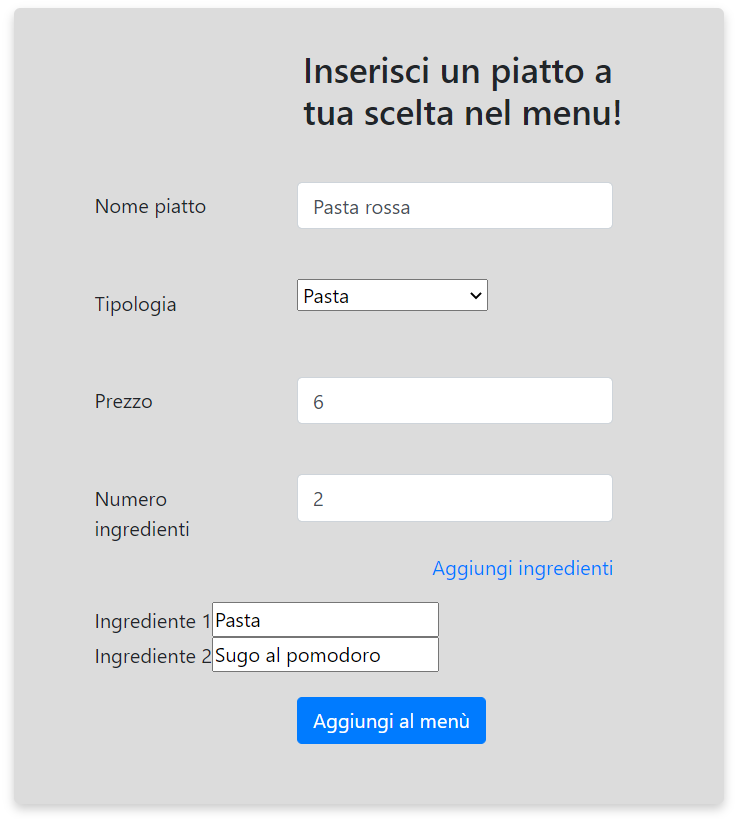 Inserisci un piatto a
tua scelta nel menu!
Nome piatto Pasta rossa
Tipologia Pasta
Prezzo 6
Numero 2
ingredienti
Aggiungi ingredienti
Ingrediente 1 Pasta
Ingrediente 2 Sugo al pomodoro
Aggiungi al menù